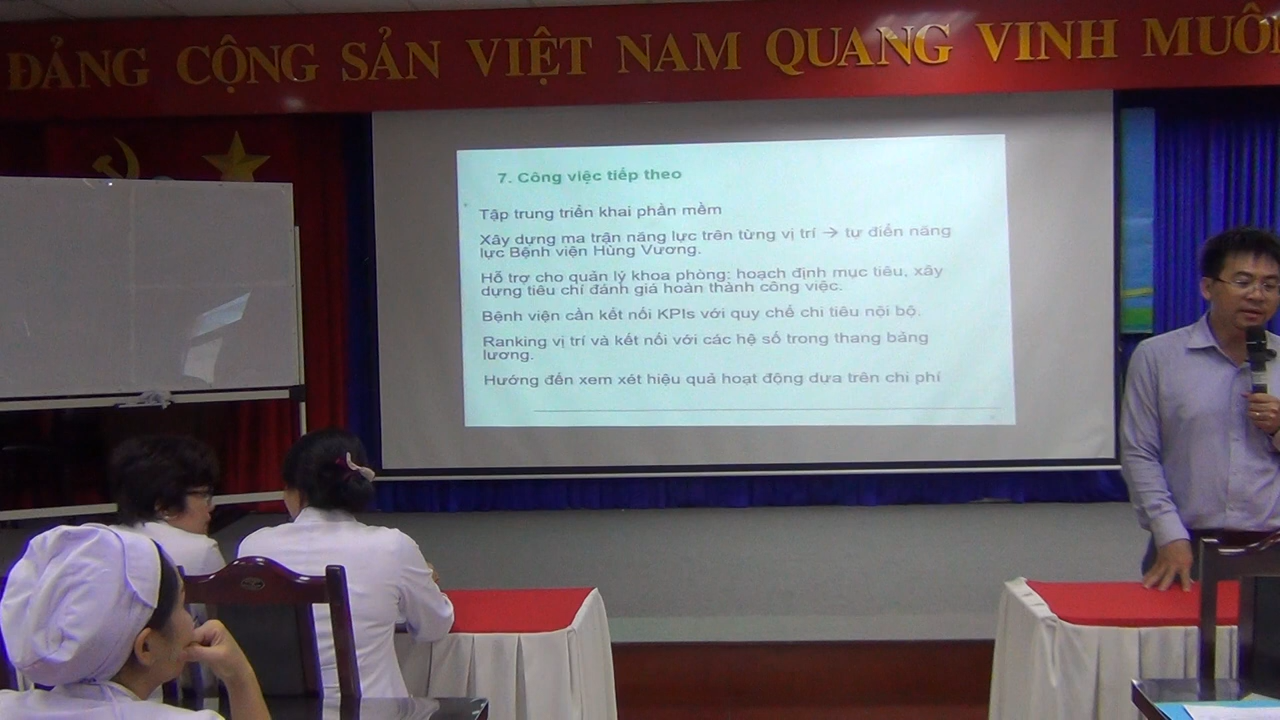 ĐẢNG CỘNG SẢN VIỆT NAM QUANG VINH MUÔ
7. Công việc tiếp theo
Tập trung triển khai phần mềm
Xây dựng ma trận năng lực trên từng vị trí → tự điển năng
lực Bệnh viện Hùng Vương.
Hỗ trợ cho quản lý khoa phòng: hoạch định mục tiêu, xây
dựng tiêu chí đánh giá hoàn thành công việc.
Bệnh viện cần kết nối KPIs với quy chế chi tiêu nội bộ.
Ranking vị trí và kết nối với các hệ số trong thang bảng
lương.
Hướng đến xem xét hiệu quả hoạt động dựa trên chi phí